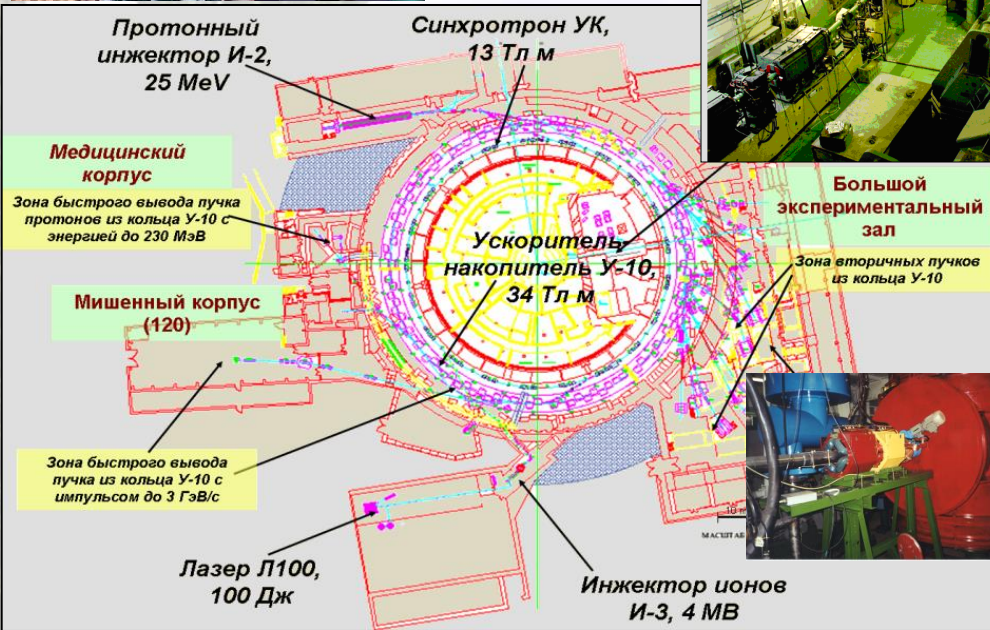 Протонный
инжектор И-2,
25 MeV
Синхротрон УК,
13 Тл м
Медицинский
корпус
Зона быстрого вывода пучка
протонов из кольца У-10 с
энергией до 230 МэВ
Большой
экспериментальный
зал
Зона вторичных пучков
из кольца У-10
Ускоритель-
накопитель У-10,
34 Тл м
Мишенный корпус
(120)
Зона быстрого вывода
пучка из кольца У-10 с
импульсом до 3 ГэВ/с
Лазер Л100,
100 Дж
Инжектор ионов
И-3, 4 МВ